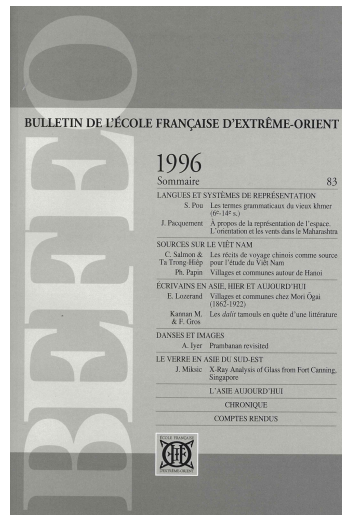 BEFEO
BULLETIN DE L'ÉCOLE FRANÇAISE D'EXTRÊME-ORIENT
1996
Sommaire 83
LANGUES ET SYSTÈMES DE REPRÉSENTATION
S. Pou Les termes grammaticaux du vieux khmer
(6e-14e s.)
J. Pacquement À propos de la représentation de l'espace.
L'orientation et les vents dans le Maharashtra
SOURCES SUR LE VIÊT NAM
C. Salmon & Les récits de voyage chinois comme source
Ta Trong-Hiêp pour l'étude du Viêt Nam
Ph. Papin Villages et communes autour de Hanoi
ÉCRIVAINS EN ASIE, HIER ET AUJOURD'HUI
E. Lozerand Villages et communes chez Mori Ôgai
(1862-1922)
Kannan M. Les dalit tamouls en quête d'une littérature
& F. Gros
DANSES ET IMAGES
A. Iyer Prambanan revisited
LE VERRE EN ASIE DU SUD-EST
J. Miksic X-Ray Analysis of Glass from Fort Canning,
Singapore
L'ASIE AUJOURD'HUI
CHRONIQUE
COMPTES RENDUS
ÉCOLE FRANÇAISE
D'EXTRÊME-ORIENT